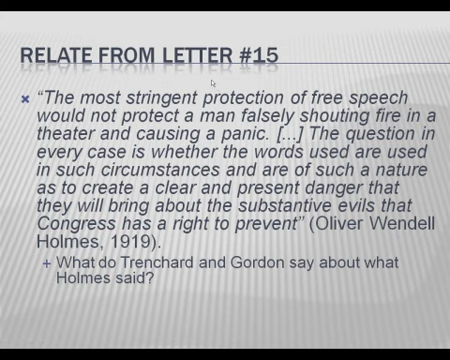 RELATE FROM LETTER #15
"The most stringent protection of free speech
would not protect a man falsely shouting fire in a
theater and causing a panic. [...] The question in
every case is whether the words used are used
in such circumstances and are of such a nature
as to create a clear and present danger that
they will bring about the substantive evils that
Congress has a right to prevent" (Oliver Wendell
Holmes, 1919).
What do Trenchard and Gordon say about what
Holmes said?